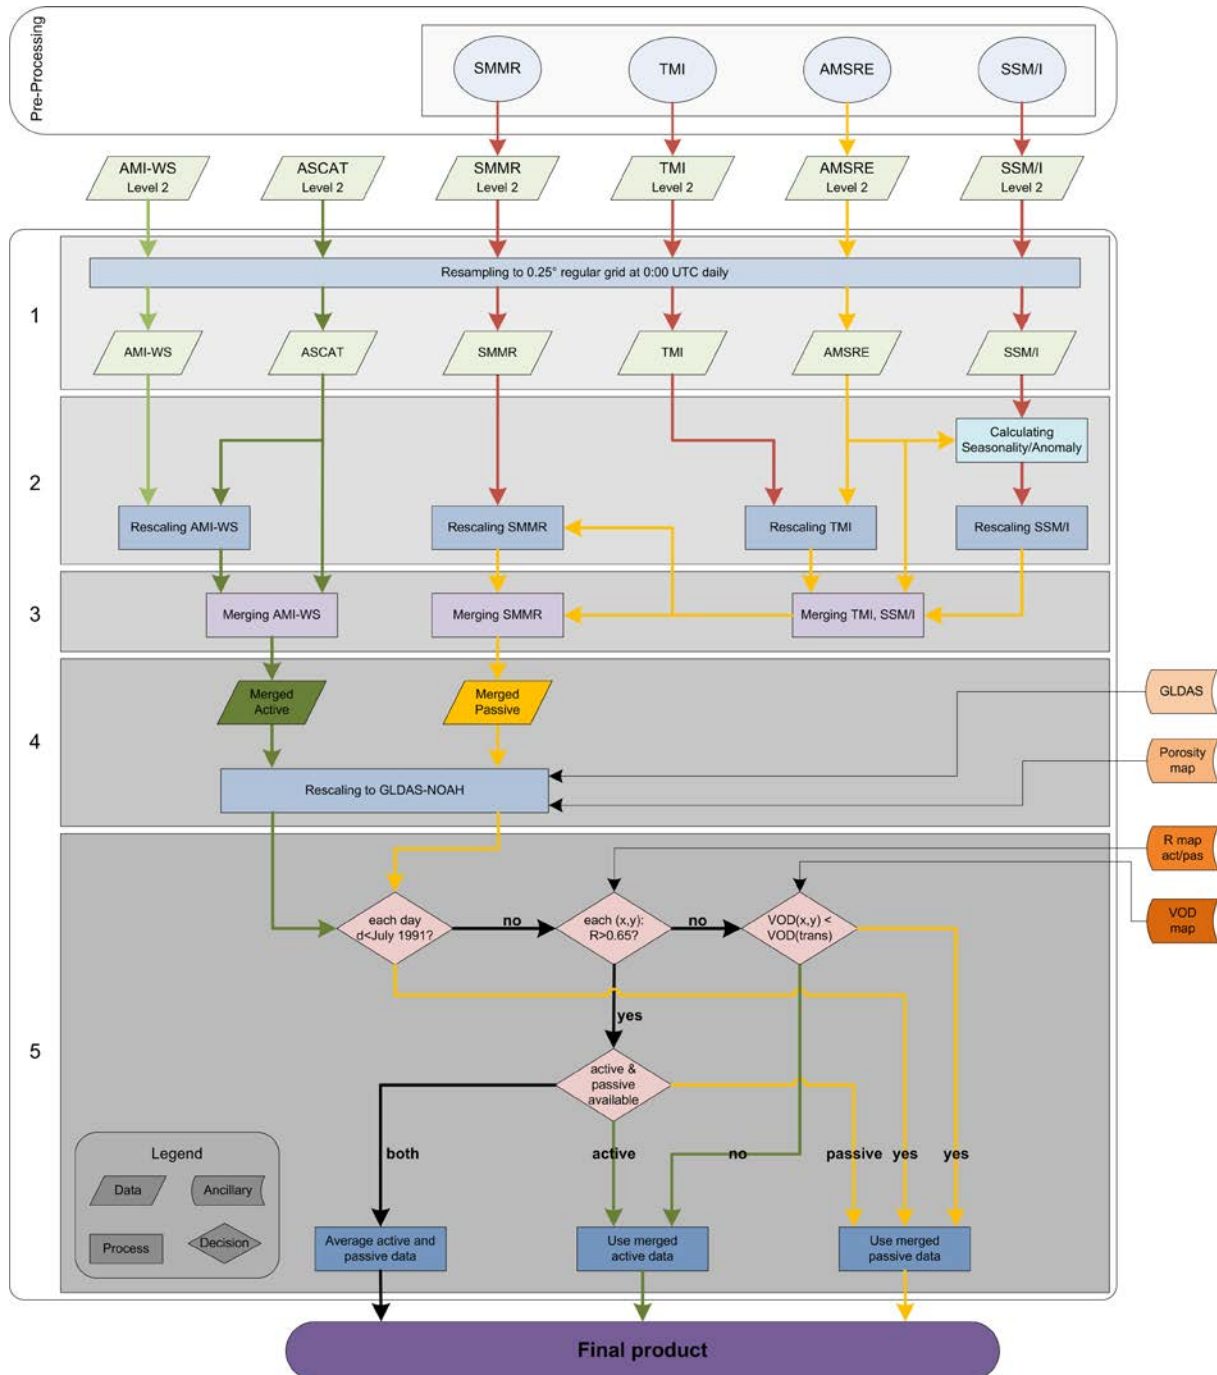 Pre-Processing
SMMR
TMI
AMSRE
SSM/I
AMI-WS
Level 2
ASCAT
Level 2
SMMR
Level 2
TMI
Level 2
AMSRE
Level 2
SSM/I
Level 2
1
Resampling to 0.25° regular grid at 0:00 UTC daily
AMI-WS
ASCAT
SMMR
TMI
AMSRE
SSM/I
2
Calculating
Seasonality/Anomaly
Rescaling AMI-WS
Rescaling SMMR
Rescaling TMI
Rescaling SSM/I
3
Merging AMI-WS
Merging SMMR
Merging TMI, SSM/I
4
Merged
Active
Merged
Passive
GLDAS
Porosity
map
Rescaling to GLDAS-NOAH
R map
act/pas
VOD
map
5
each day
d<July 1991?
no
each (x,y):
R>0.65?
no
VOD(x,y) <
VOD(trans)
yes
active &
passive
available
both
active
no
passive
yes
yes
Legend
Data
Ancillary
Process
Decision
Average active and
passive data
Use merged
active data
Use merged
passive data
Final product